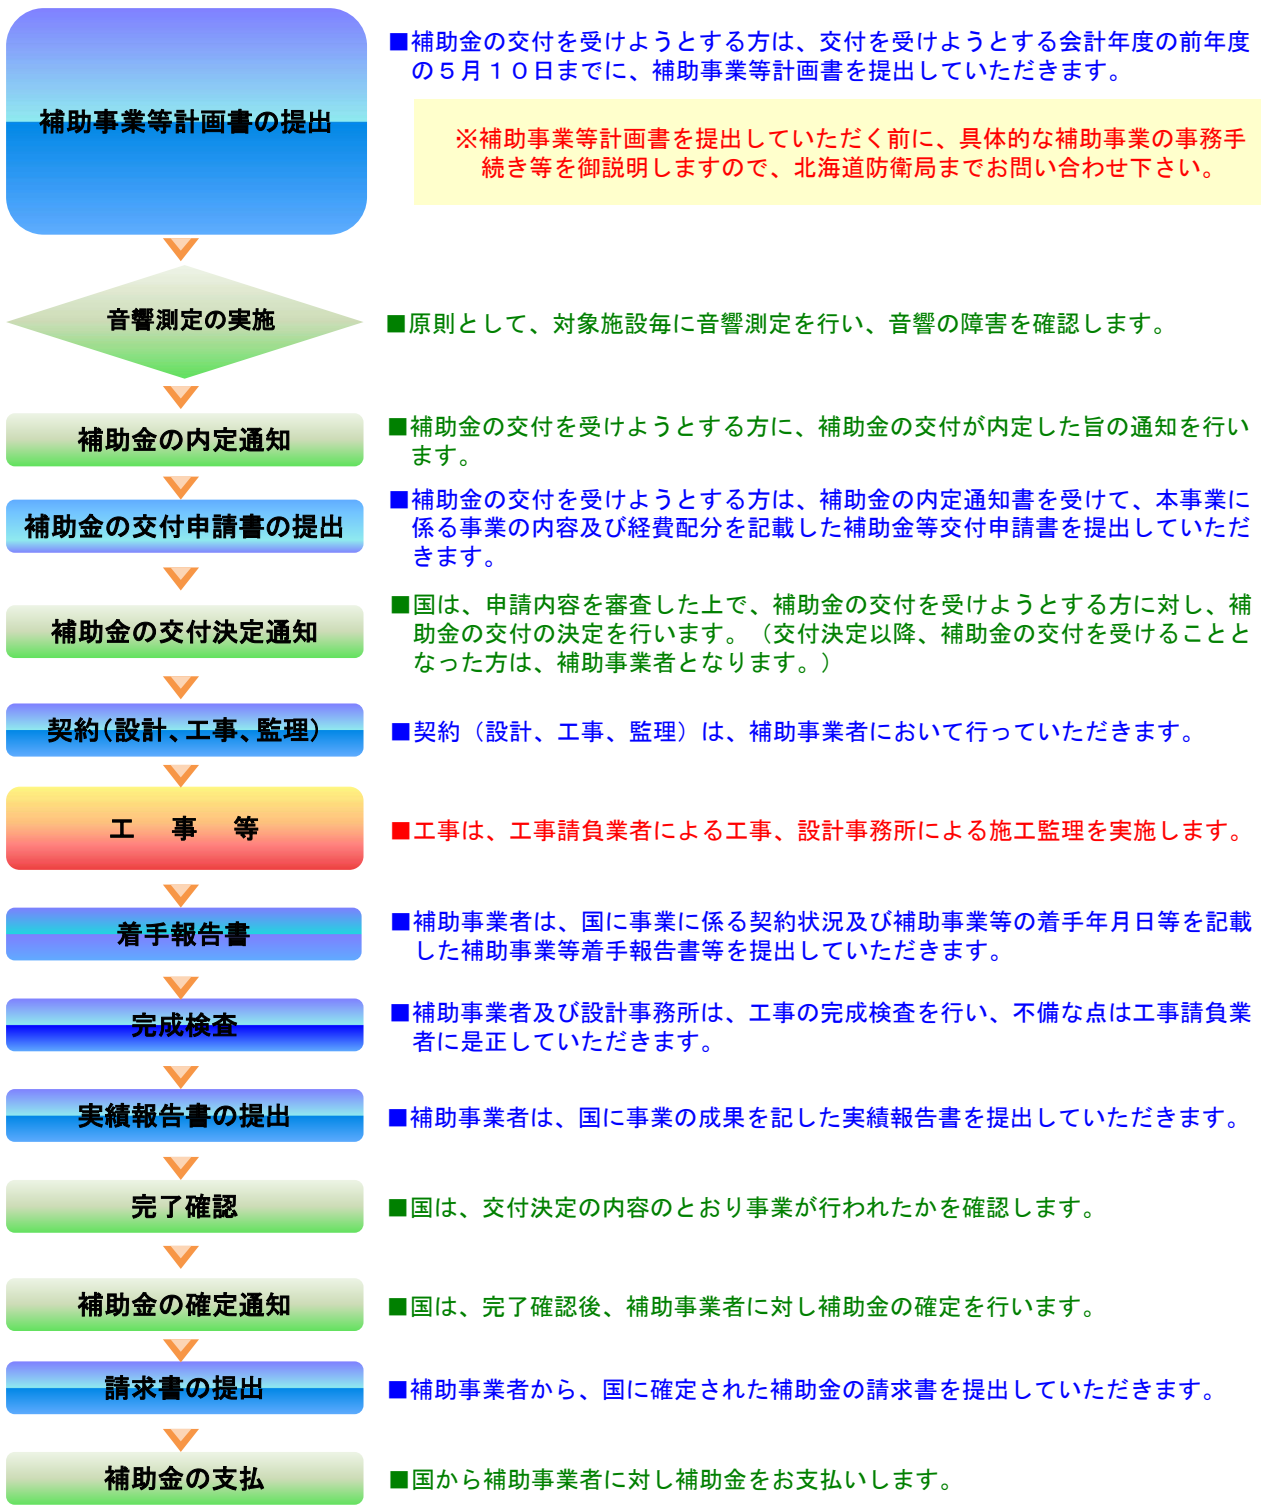 補助事業等計画書の提出
■補助金の交付を受けようとする方は、交付を受けようとする会計年度の前年度
の５月１０日までに、補助事業等計画書を提出していただきます。
※補助事業等計画書を提出していただく前に、具体的な補助事業の事務手
続き等を御説明しますので、北海道防衛局までお問い合わせ下さい。
音響測定の実施
■原則として、対象施設毎に音響測定を行い、音響の障害を確認します。
補助金の内定通知
■補助金の交付を受けようとする方に、補助金の交付が内定した旨の通知を行い
ます。
補助金の交付申請書の提出
■補助金の交付を受けようとする方は、補助金の内定通知書を受けて、本事業に
係る事業の内容及び経費配分を記載した補助金等交付申請書を提出していただ
きます。
補助金の交付決定通知
■国は、申請内容を審査した上で、補助金の交付を受けようとする方に対し、補
助金の交付の決定を行います。（交付決定以降、補助金の交付を受けることと
なった方は、補助事業者となります。）
契約（設計、工事、監理）
■契約（設計、工事、監理）は、補助事業者において行っていただきます。
工　事　等
■工事は、工事請負業者による工事、設計事務所による施工監理を実施します。
着手報告書
■補助事業者は、国に事業に係る契約状況及び補助事業等の着手年月日等を記載
した補助事業等着手報告書等を提出していただきます。
完成検査
■補助事業者及び設計事務所は、工事の完成検査を行い、不備な点は工事請負業
者に是正していただきます。
実績報告書の提出
■補助事業者は、国に事業の成果を記した実績報告書を提出していただきます。
完了確認
■国は、交付決定の内容のとおり事業が行われたかを確認します。
補助金の確定通知
■国は、完了確認後、補助事業者に対し補助金の確定を行います。
請求書の提出
■補助事業者から、国に確定された補助金の請求書を提出していただきます。
補助金の支払
■国から補助事業者に対し補助金をお支払いします。